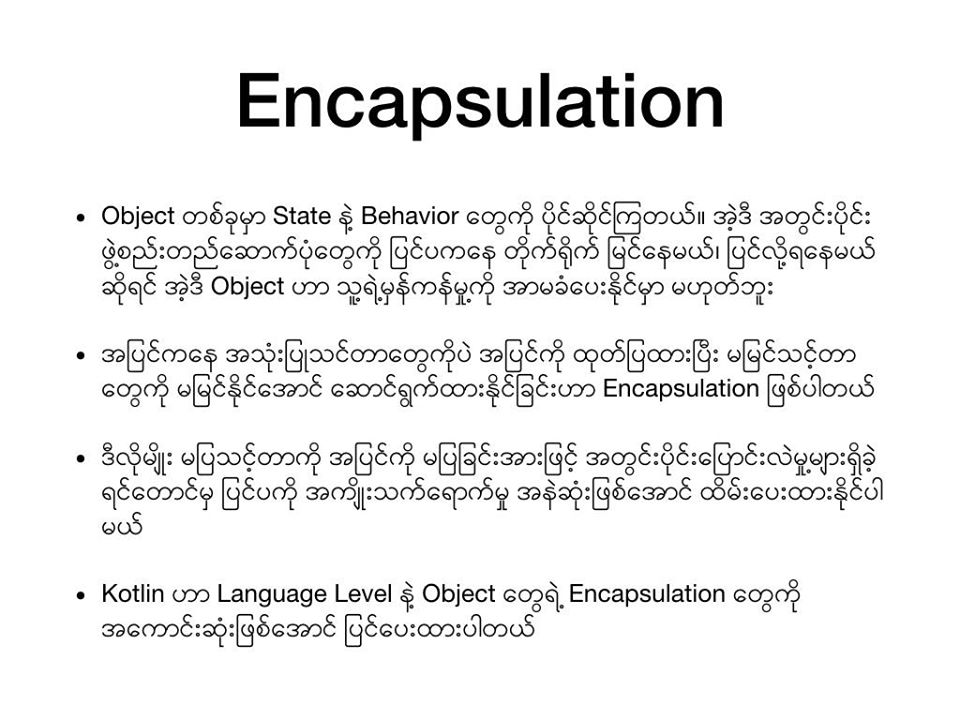 Encapsulation
• Object တစ်ခုမှာ State နဲ့ Behavior တွေကို ပိုင်ဆိုင်ကြတယ်။ အဲ့ဒီ အတွင်းပိုင်း
ဖွဲ့စည်းတည်ဆောက်ပုံတွေကို ပြင်ပကနေ တိုက်ရိုက် မြင်နေမယ်၊ ပြင်လို့ရနေမယ်
ဆိုရင် အဲ့ဒီ Object ဟာ သူ့ရဲ့မှန်ကန်မှု့ကို အာမခံပေးနိုင်မှာ မဟုတ်ဘူး
• အပြင်ကနေ အသုံးပြုသင်တာတွေကိုပဲ အပြင်ကို ထုတ်ပြထားပြီး မမြင်သင့်တာ
တွေကို မမြင်နိုင်အောင် ဆောင်ရွက်ထားနိုင်ခြင်းဟာ Encapsulation ဖြစ်ပါတယ်
• ဒီလိုမျိုး မပြသင့်တာကို အပြင်ကို မပြခြင်းအားဖြင့် အတွင်းပိုင်းပြောင်းလဲမှု့များရှိခဲ့
ရင်တောင်မှ ပြင်ပကို အကျိုးသက်ရောက်မှု အနဲဆုံးဖြစ်အောင် ထိမ်းပေးထားနိုင်ပါ
မယ်
• Kotlin ဟာ Language Level နဲ့ Object တွေရဲ့ Encapsulation တွေကို
အကောင်းဆုံးဖြစ်အောင် ပြင်ပေးထားပါတယ်